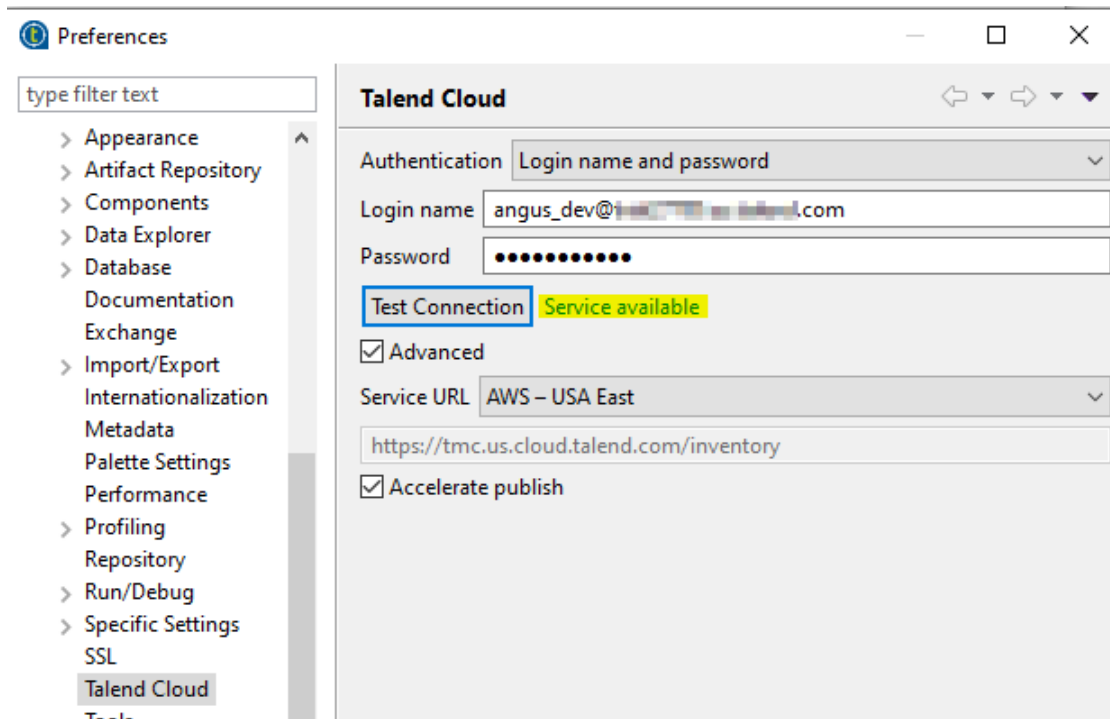 Preferences
type filter text
Appearance
Artifact Repository
Components
Data Explorer
Database
Documentation
Exchange
Import/Export
Internationalization
Metadata
Palette Settings
Performance
Profiling
Repository
Run/Debug
Specific Settings
SSL
Talend Cloud
Tools
Talend Cloud
Authentication Login name and password
Login name angus_dev@ .com
Password ●●●●●●●●●●●
Test Connection Service available
Advanced
Service URL AWS – USA East
https://tmc.us.cloud.talend.com/inventory
Accelerate publish